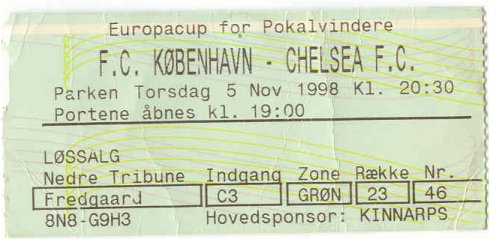 Europacup for Pokalvindere
F.C. KØBENHAVN - CHELSEA F.C.
Parken Torsdag 5 Nov 1998 Kl. 20:30
Portene åbnes kl. 19:00
LØSSALG
Nedre Tribune Indgang Zone Række Nr.
Fredgaard C3 GRØN 23 46
8N8-G9H3 Hovedsponsor: KINNARPS